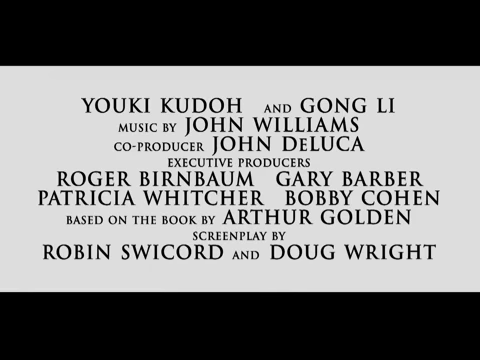 YOUKI KUDOH AND GONG LI
MUSIC BY JOHN WILLIAMS
CO-PRODUCER JOHN DELUCA
EXECUTIVE PRODUCERS
ROGER BIRNBAUM GARY BARBER
PATRICIA WHITCHER BOBBY COHEN
BASED ON THE BOOK BY ARTHUR GOLDEN
SCREENPLAY BY
ROBIN SWICORD AND DOUG WRIGHT